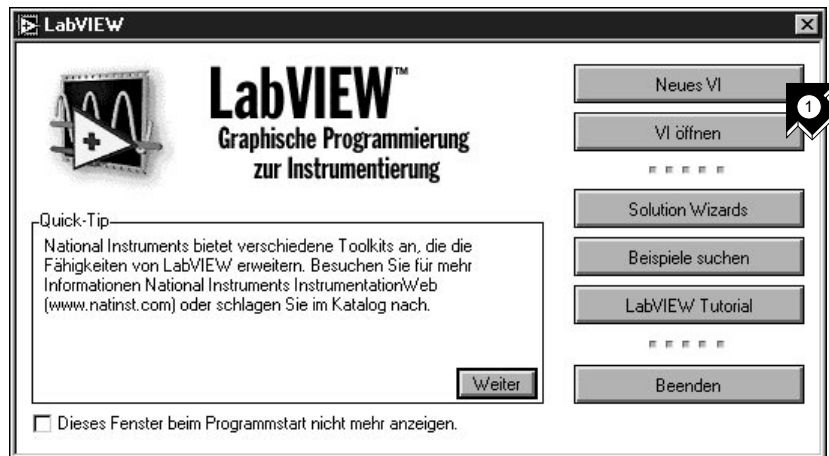 LabVIEW
LabVIEW™
Graphische Programmierung
zur Instrumentierung
Quick-Tip
National Instruments bietet verschiedene Toolkits an, die die
Fähigkeiten von LabVIEW erweitern. Besuchen Sie für mehr
Informationen National Instruments InstrumentationWeb
(www.natinst.com) oder schlagen Sie im Katalog nach.
Weiter
Dieses Fenster beim Programmstart nicht mehr anzeigen.
Neues VI
1
VI öffnen
Solution Wizards
Beispiele suchen
LabVIEW Tutorial
Beenden